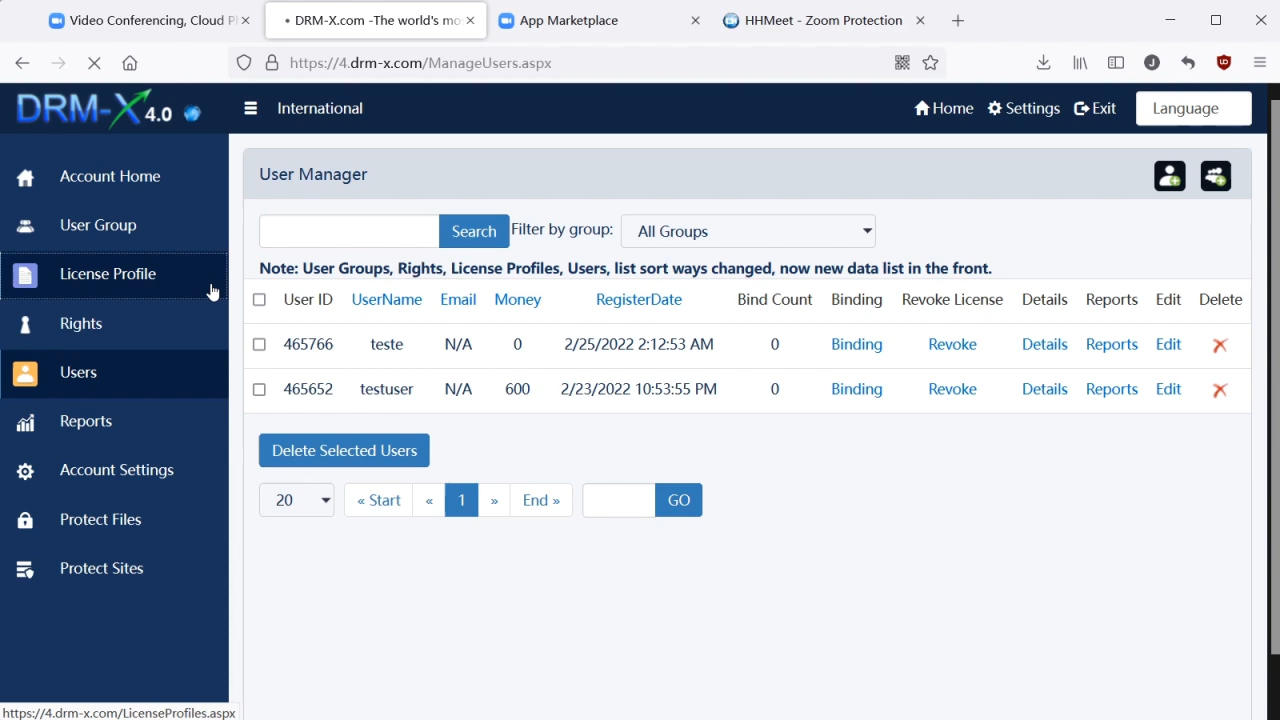 Video Conferencing, Cloud Ph
DRM-X.com -The world's mo
App Marketplace
HHMeet - Zoom Protection
https://4.drm-x.com/ManageUsers.aspx
DRM-X 4.0
International
Home
Settings
Exit
Language
Account Home
User Group
License Profile
Rights
Users
Reports
Account Settings
Protect Files
Protect Sites
User Manager
Search
Filter by group:
All Groups
Note: User Groups, Rights, License Profiles, Users, list sort ways changed, now new data list in the front.
User ID UserName Email Money RegisterDate Bind Count Binding Revoke License Details Reports Edit Delete
465766 teste N/A 0 2/25/2022 2:12:53 AM 0 Binding Revoke Details Reports Edit
465652 testuser N/A 600 2/23/2022 10:53:55 PM 0 Binding Revoke Details Reports Edit
Delete Selected Users
20 « Start « 1 » End » GO
https://4.drm-x.com/LicenseProfiles.aspx